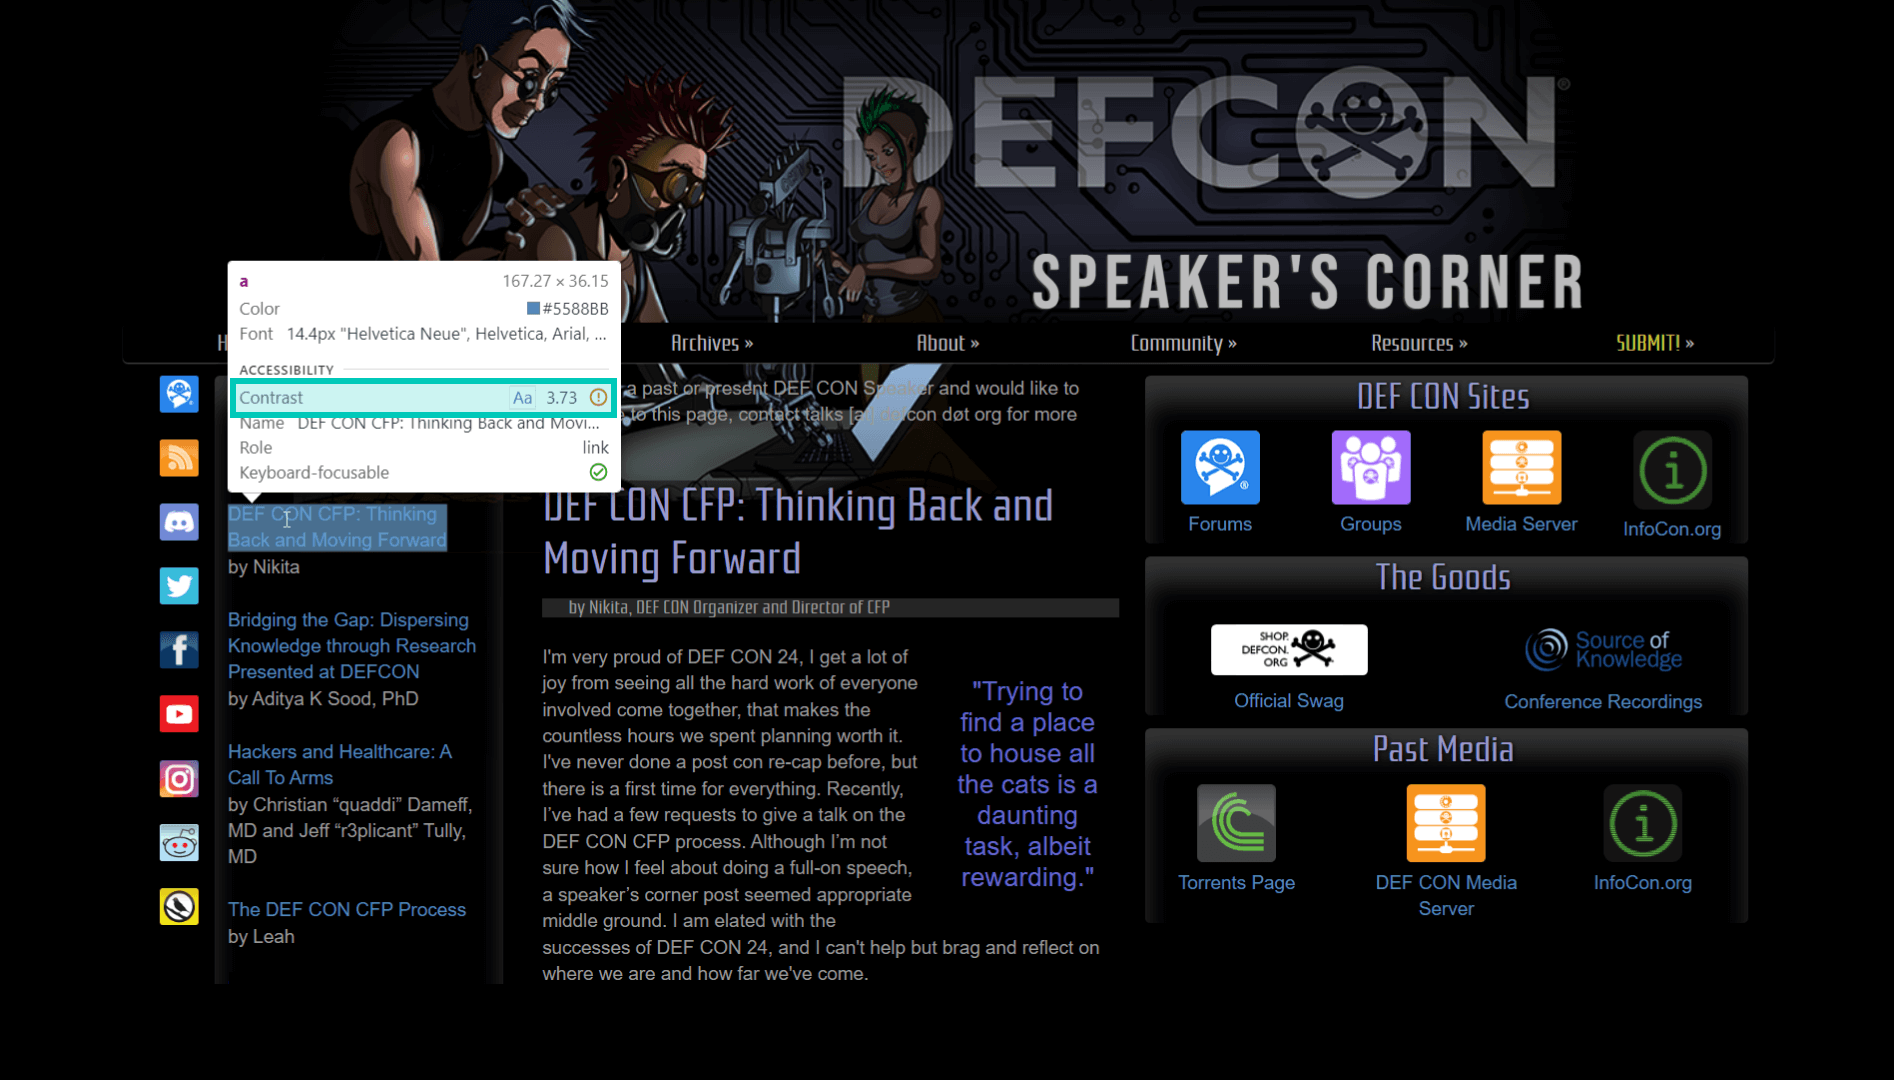 DEFCON®
SPEAKER'S CORNER
H
Archives »
About »
Community »
Resources »
SUBMIT! »
a
167.27 × 36.15
Color
#5588BB
Font
14.4px "Helvetica Neue", Helvetica, Arial, ...
ACCESSIBILITY
Contrast
Aa
3.73
Name
DEF CON CFP: Thinking Back and Movi...
Role
link
Keyboard-focusable
DEF CON CFP: Thinking
Back and Moving Forward
by Nikita
Bridging the Gap: Dispersing
Knowledge through Research
Presented at DEFCON
by Aditya K Sood, PhD
Hackers and Healthcare: A
Call To Arms
by Christian “quaddi” Dameff,
MD and Jeff “r3plicant” Tully,
MD
The DEF CON CFP Process
by Leah
a past or present DEF CON Speaker and would like to
to this page, contact talks [at] defcon døt org for more
DEF CON CFP: Thinking Back and
Moving Forward
by Nikita, DEF CON Organizer and Director of CFP
I'm very proud of DEF CON 24, I get a lot of
joy from seeing all the hard work of everyone
involved come together, that makes the
countless hours we spent planning worth it.
I've never done a post con re-cap before, but
there is a first time for everything. Recently,
I’ve had a few requests to give a talk on the
DEF CON CFP process. Although I’m not
sure how I feel about doing a full-on speech,
a speaker’s corner post seemed appropriate
middle ground. I am elated with the
successes of DEF CON 24, and I can't help but brag and reflect on
where we are and how far we've come.
"Trying to
find a place
to house all
the cats is a
daunting
task, albeit
rewarding."
DEF CON Sites
Forums
Groups
Media Server
InfoCon.org
The Goods
SHOP.
DEFCON.
ORG
Official Swag
Source of
Knowledge
Conference Recordings
Past Media
Torrents Page
DEF CON Media
Server
InfoCon.org